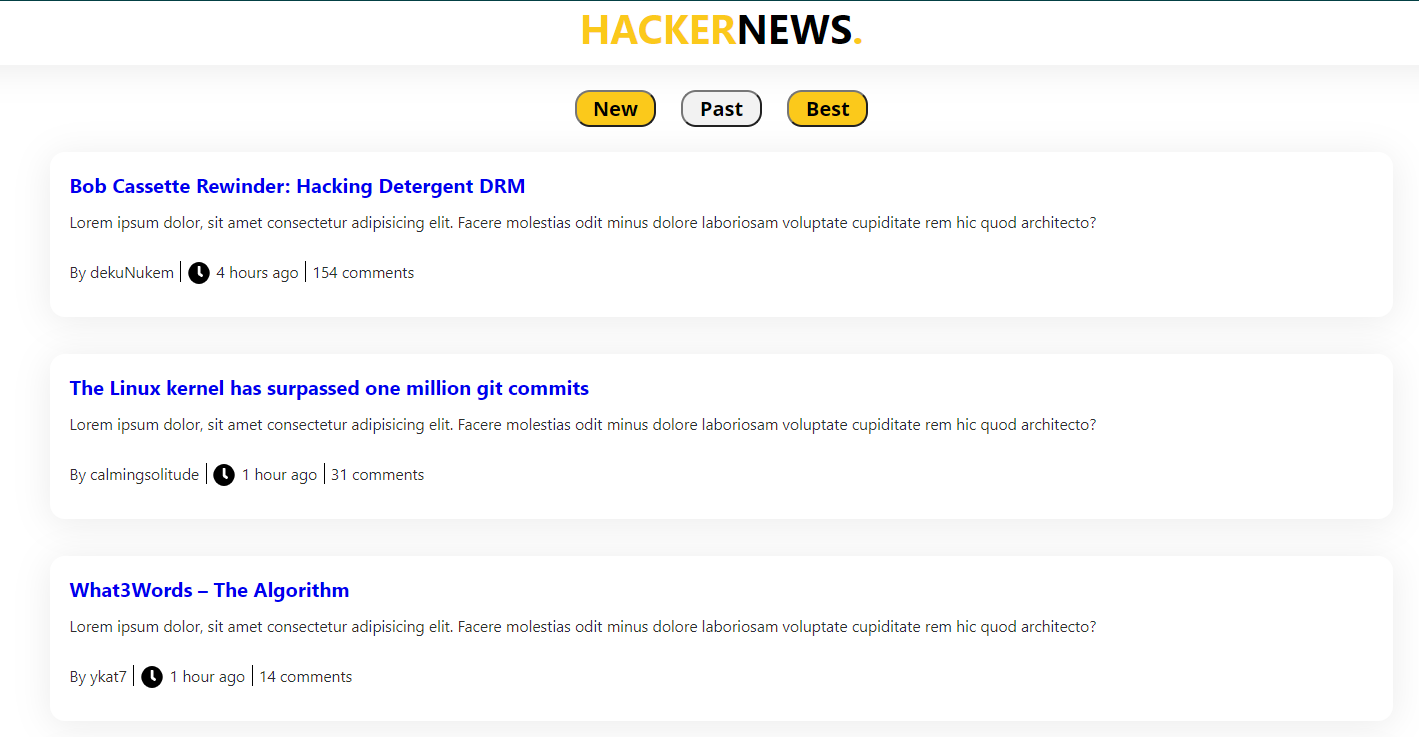 HACKERNEWS.
New Past Best
Bob Cassette Rewinder: Hacking Detergent DRM
Lorem ipsum dolor, sit amet consectetur adipisicing elit. Facere molestias odit minus dolore laboriosam voluptate cupiditate rem hic quod architecto?
By dekuNukem | 4 hours ago | 154 comments
The Linux kernel has surpassed one million git commits
Lorem ipsum dolor, sit amet consectetur adipisicing elit. Facere molestias odit minus dolore laboriosam voluptate cupiditate rem hic quod architecto?
By calmingsolitude | 1 hour ago | 31 comments
What3Words – The Algorithm
Lorem ipsum dolor, sit amet consectetur adipisicing elit. Facere molestias odit minus dolore laboriosam voluptate cupiditate rem hic quod architecto?
By ykat7 | 1 hour ago | 14 comments